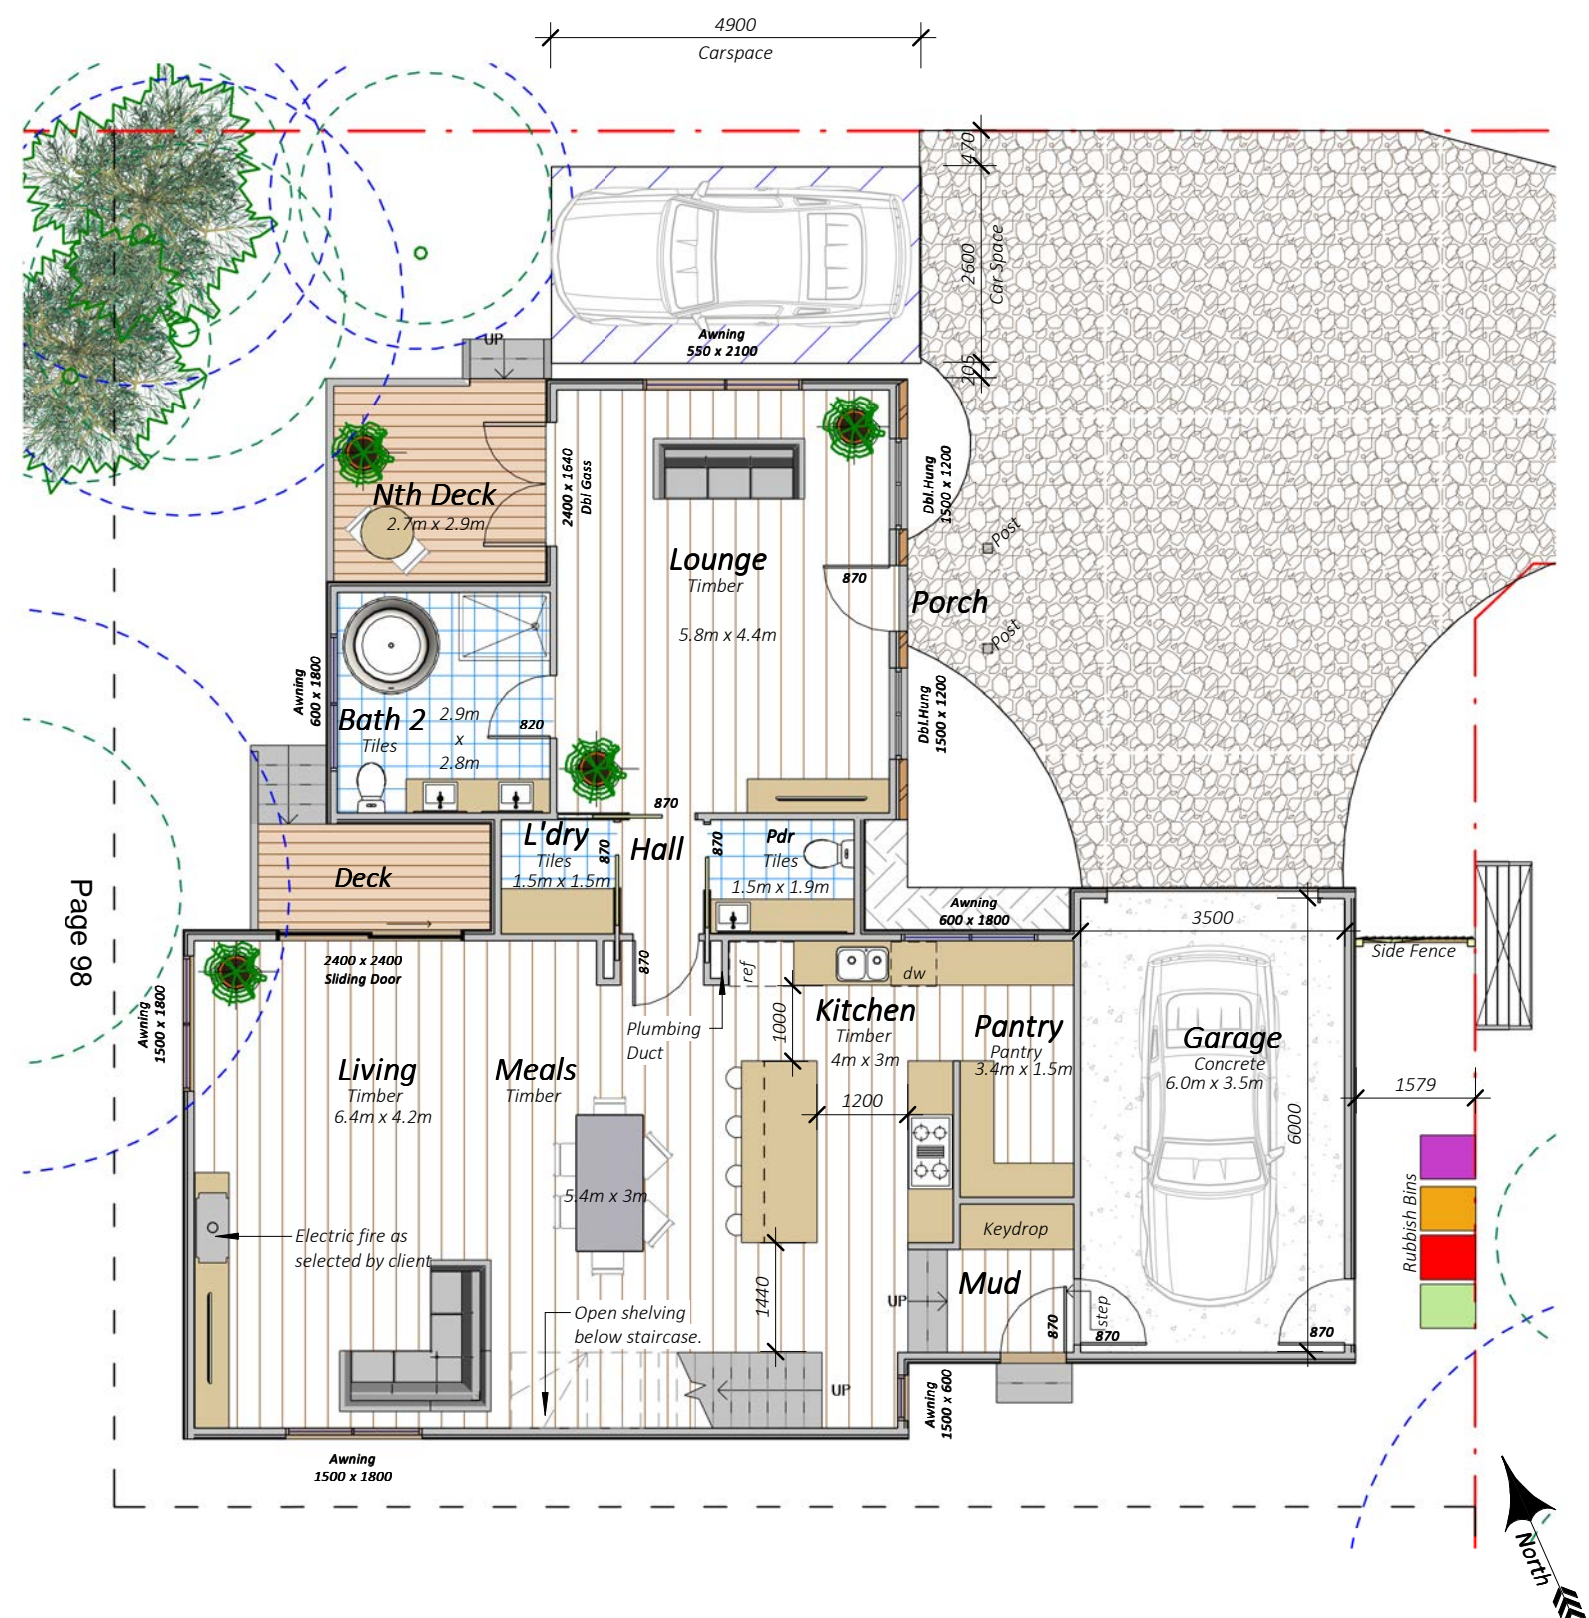 4900
Carspace
470
2600
Car Space
205
UP
Awning
550 x 2100
Nth Deck
2.7m x 2.9m
2400 x 1640
Dbl Gass
Dbl.Hung
1500 x 1200
Post
Lounge
Timber
870
Porch
5.8m x 4.4m
Post
Awning
600 x 1800
Bath 2
Tiles
2.9m
x
2.8m
820
Dbl.Hung
1500 x 1200
870
L'dry
Tiles
1.5m x 1.5m
870
Hall
870
Pdr
Tiles
1.5m x 1.9m
Deck
Page 98
Awning
600 x 1800
3500
Side Fence
2400 x 2400
Sliding Door
870
ref
dw
Awning
1500 x 1800
Plumbing
Duct
1000
Kitchen
Timber
4m x 3m
Pantry
Pantry
3.4m x 1.5m
Garage
Concrete
6.0m x 3.5m
Living
Timber
6.4m x 4.2m
Meals
Timber
1200
6000
1579
5.4m x 3m
Rubbish Bins
Electric fire as
selected by client
Keydrop
Mud
1440
UP
step
870
870
870
Open shelving
below staircase.
UP
Awning
1500 x 600
Awning
1500 x 1800
North